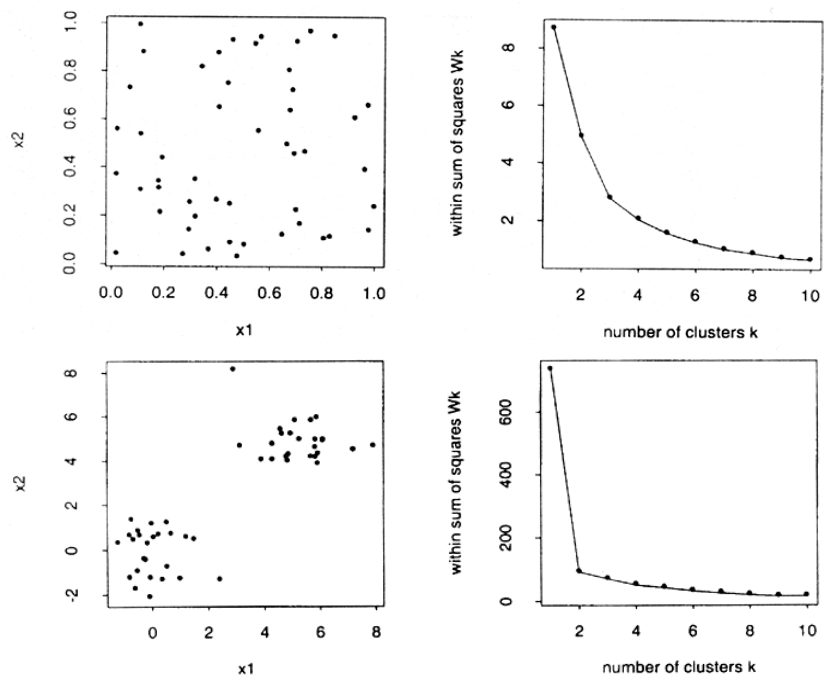 x2
1.0
0.8
0.6
0.4
0.2
0.0
0.0 0.2 0.4 0.6 0.8 1.0
x1
within sum of squares Wk
8
6
4
2
2 4 6 8 10
number of clusters k
x2
8
6
4
2
0
-2
0 2 4 6 8
x1
within sum of squares Wk
600
400
200
0
2 4 6 8 10
number of clusters k